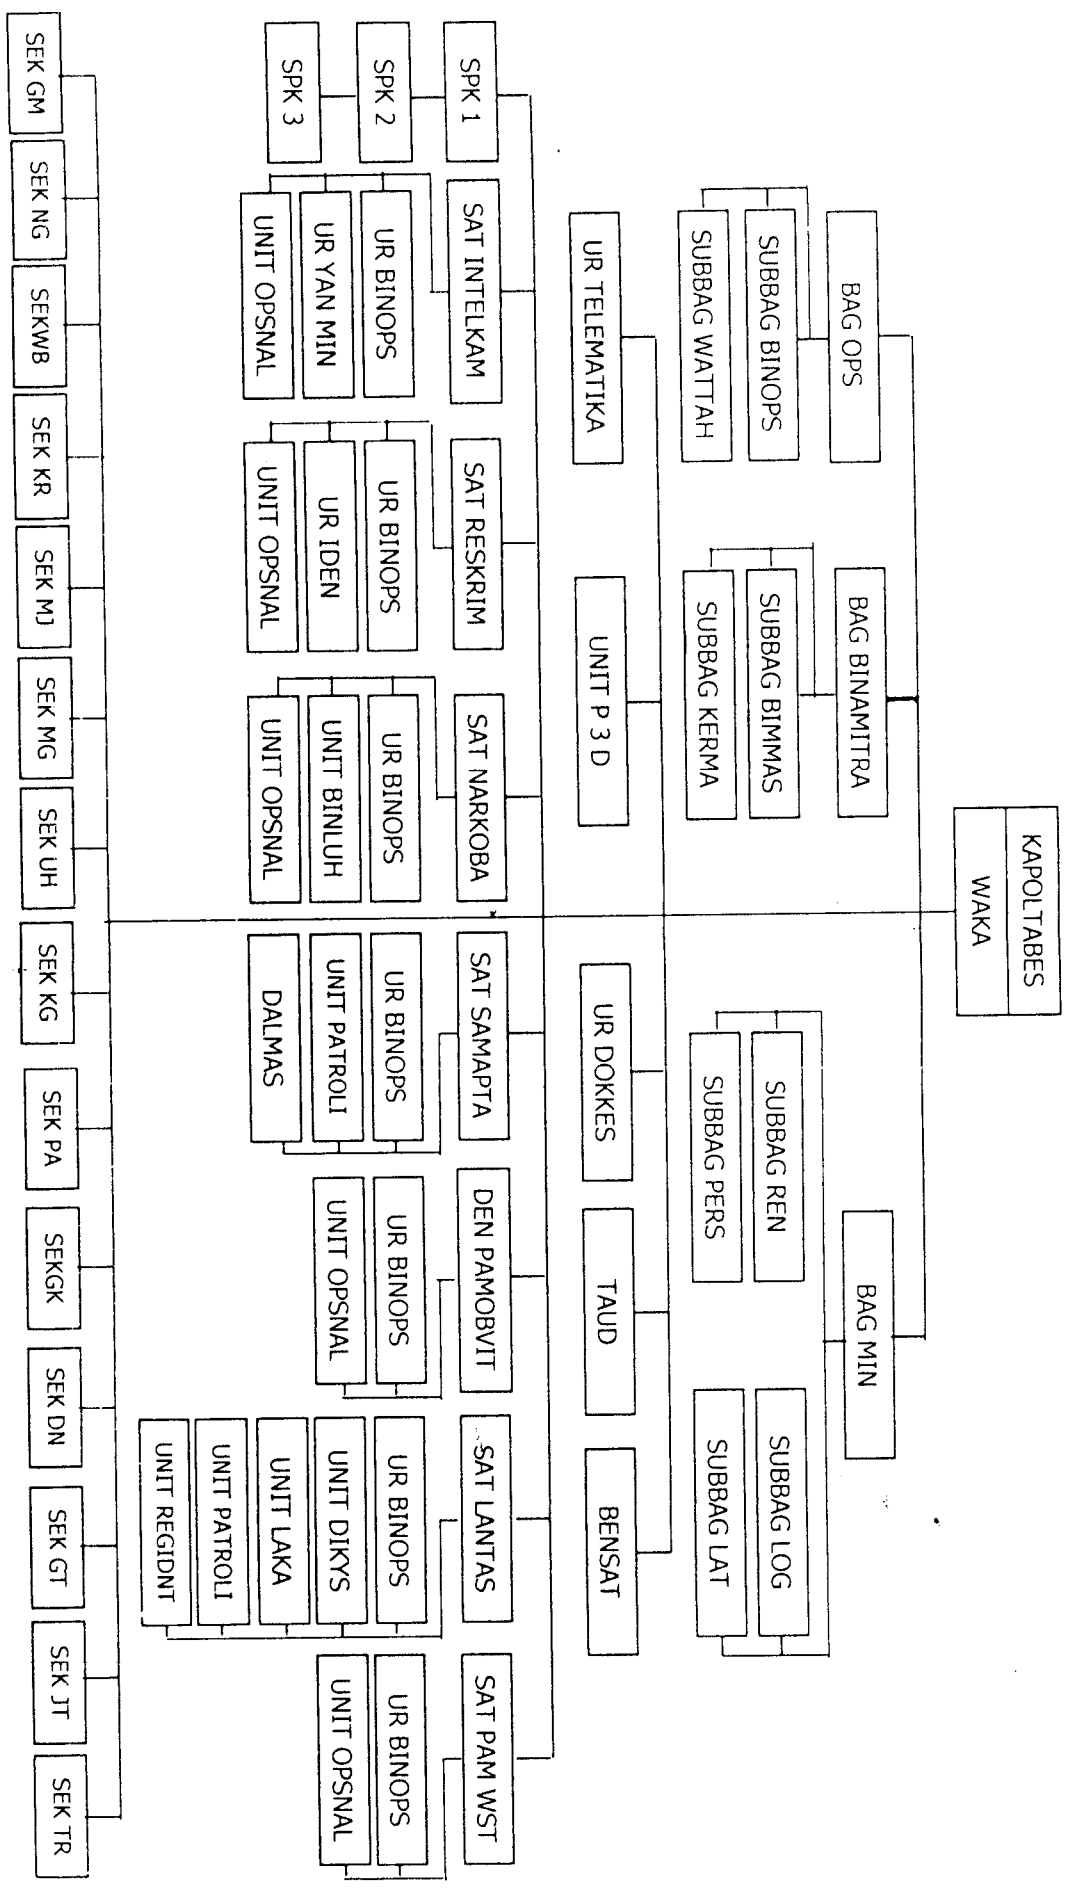 KAPOLTABES
WAKA
BAG OPS
SUBBAG BINOPS
SUBBAG WATTAH
BAG BINAMITRA
SUBBAG BIMMAS
SUBBAG KERMA
BAG MIN
SUBBAG REN
SUBBAG PERS
SUBBAG LOG
SUBBAG LAT
UR TELEMATIKA
UNIT P 3 D
UR DOKKES
TAUD
BENSAT
SPK 1
SPK 2
SPK 3
SAT INTELKAM
UR BINOPS
UR YAN MIN
UNIT OPSNAL
SAT RESKRIM
UR BINOPS
UR IDEN
UNIT OPSNAL
SAT NARKOBA
UR BINOPS
UNIT BINLUH
UNIT OPSNAL
SAT SAMAPTA
UR BINOPS
UNIT PATROLI
DALMAS
DEN PAMOBVIT
UR BINOPS
UNIT OPSNAL
SAT LANTAS
UR BINOPS
UNIT DIKYS
UNIT LAKA
UNIT PATROLI
UNIT REGIDNT
SAT PAM WST
UR BINOPS
UNIT OPSNAL
SEK GM
SEK NG
SEKWB
SEK KR
SEK MJ
SEK MG
SEK UH
SEK KG
SEK PA
SEKGK
SEK DN
SEK GT
SEK JT
SEK TR